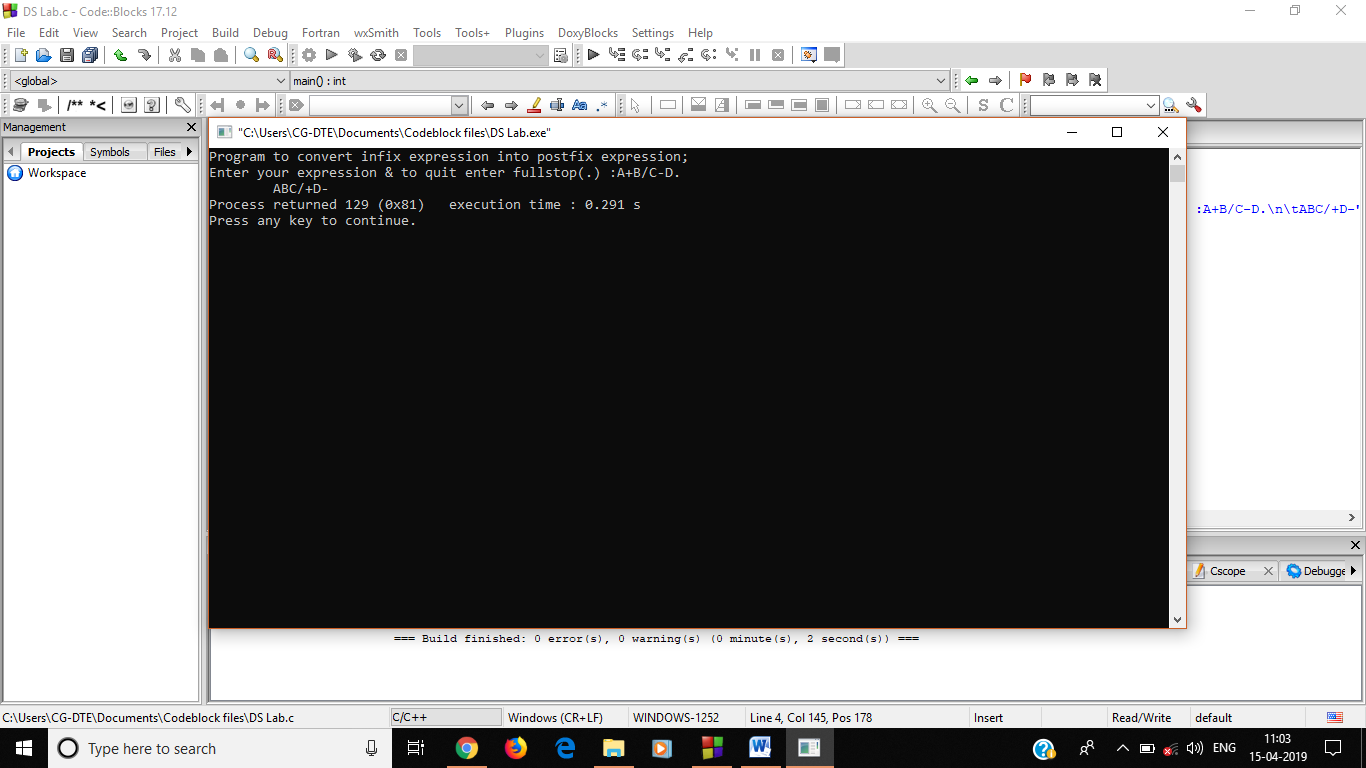 DS Lab.c - Code::Blocks 17.12
File Edit View Search Project Build Debug Fortran wxSmith Tools Tools+ Plugins DoxyBlocks Settings Help
<global> main() : int
/** *< Aa .* S C
Management
Projects Symbols Files
Workspace
"C:\Users\CG-DTE\Documents\Codeblock files\DS Lab.exe"
Program to convert infix expression into postfix expression;
Enter your expression & to quit enter fullstop(.) :A+B/C-D.
ABC/+D-
Process returned 129 (0x81) execution time : 0.291 s
Press any key to continue.
:A+B/C-D.\n\tABC/+D-"
Cscope Debugge
=== Build finished: 0 error(s), 0 warning(s) (0 minute(s), 2 second(s)) ===
C:\Users\CG-DTE\Documents\Codeblock files\DS Lab.c C/C++ Windows (CR+LF) WINDOWS-1252 Line 4, Col 145, Pos 178 Insert Read/Write default
Type here to search
ENG
11:03
15-04-2019